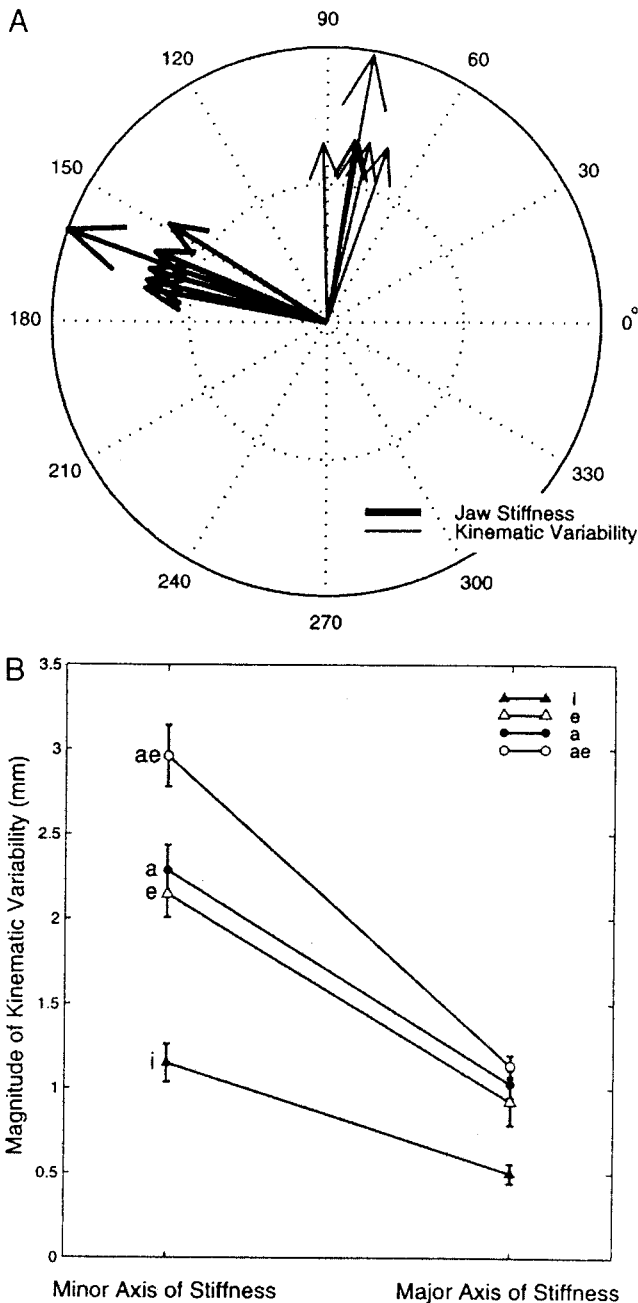 A
90
120
60
150
30
180
0°
210
330
Jaw Stiffness
Kinematic Variability
240
300
270
B
3.5
i
e
a
ae
3
ae
2.5
a
e
2
1.5
i
1
0.5
0
Magnitude of Kinematic Variability (mm)
Minor Axis of Stiffness
Major Axis of Stiffness